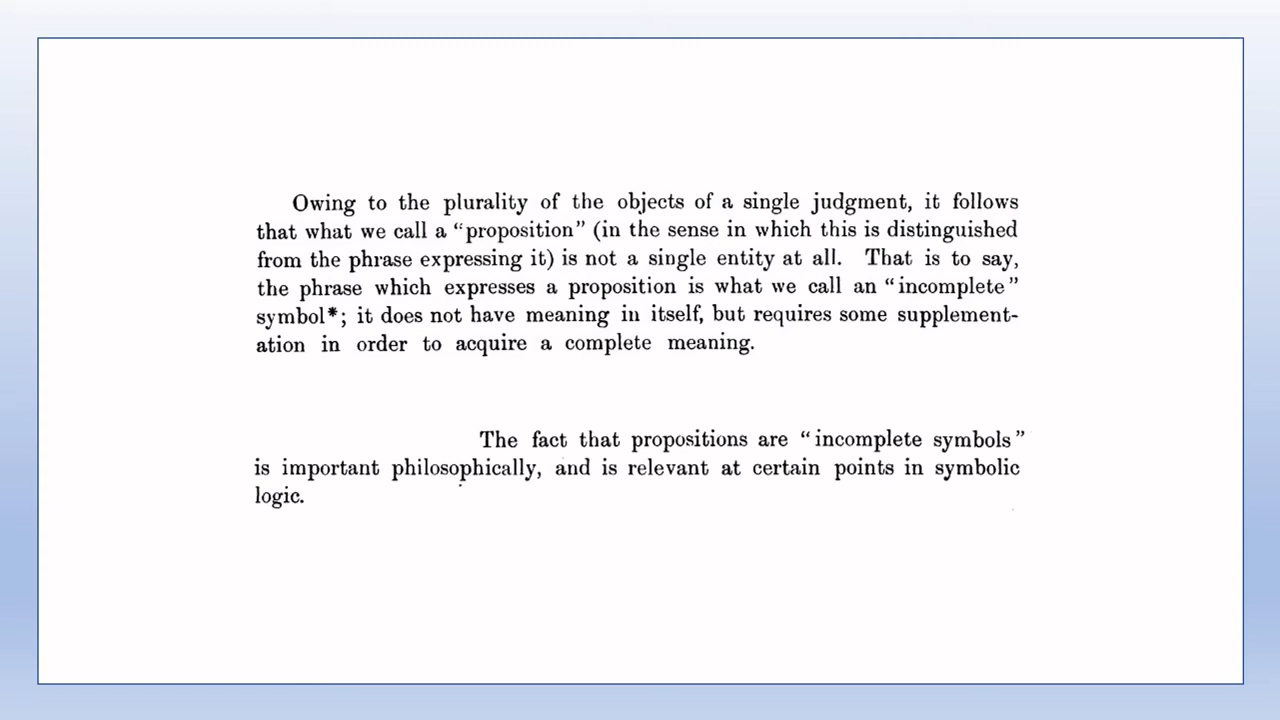 Owing to the plurality of the objects of a single judgment, it follows
that what we call a “proposition” (in the sense in which this is distinguished
from the phrase expressing it) is not a single entity at all. That is to say,
the phrase which expresses a proposition is what we call an “incomplete”
symbol*; it does not have meaning in itself, but requires some supplement-
ation in order to acquire a complete meaning.
The fact that propositions are “incomplete symbols”
is important philosophically, and is relevant at certain points in symbolic
logic.